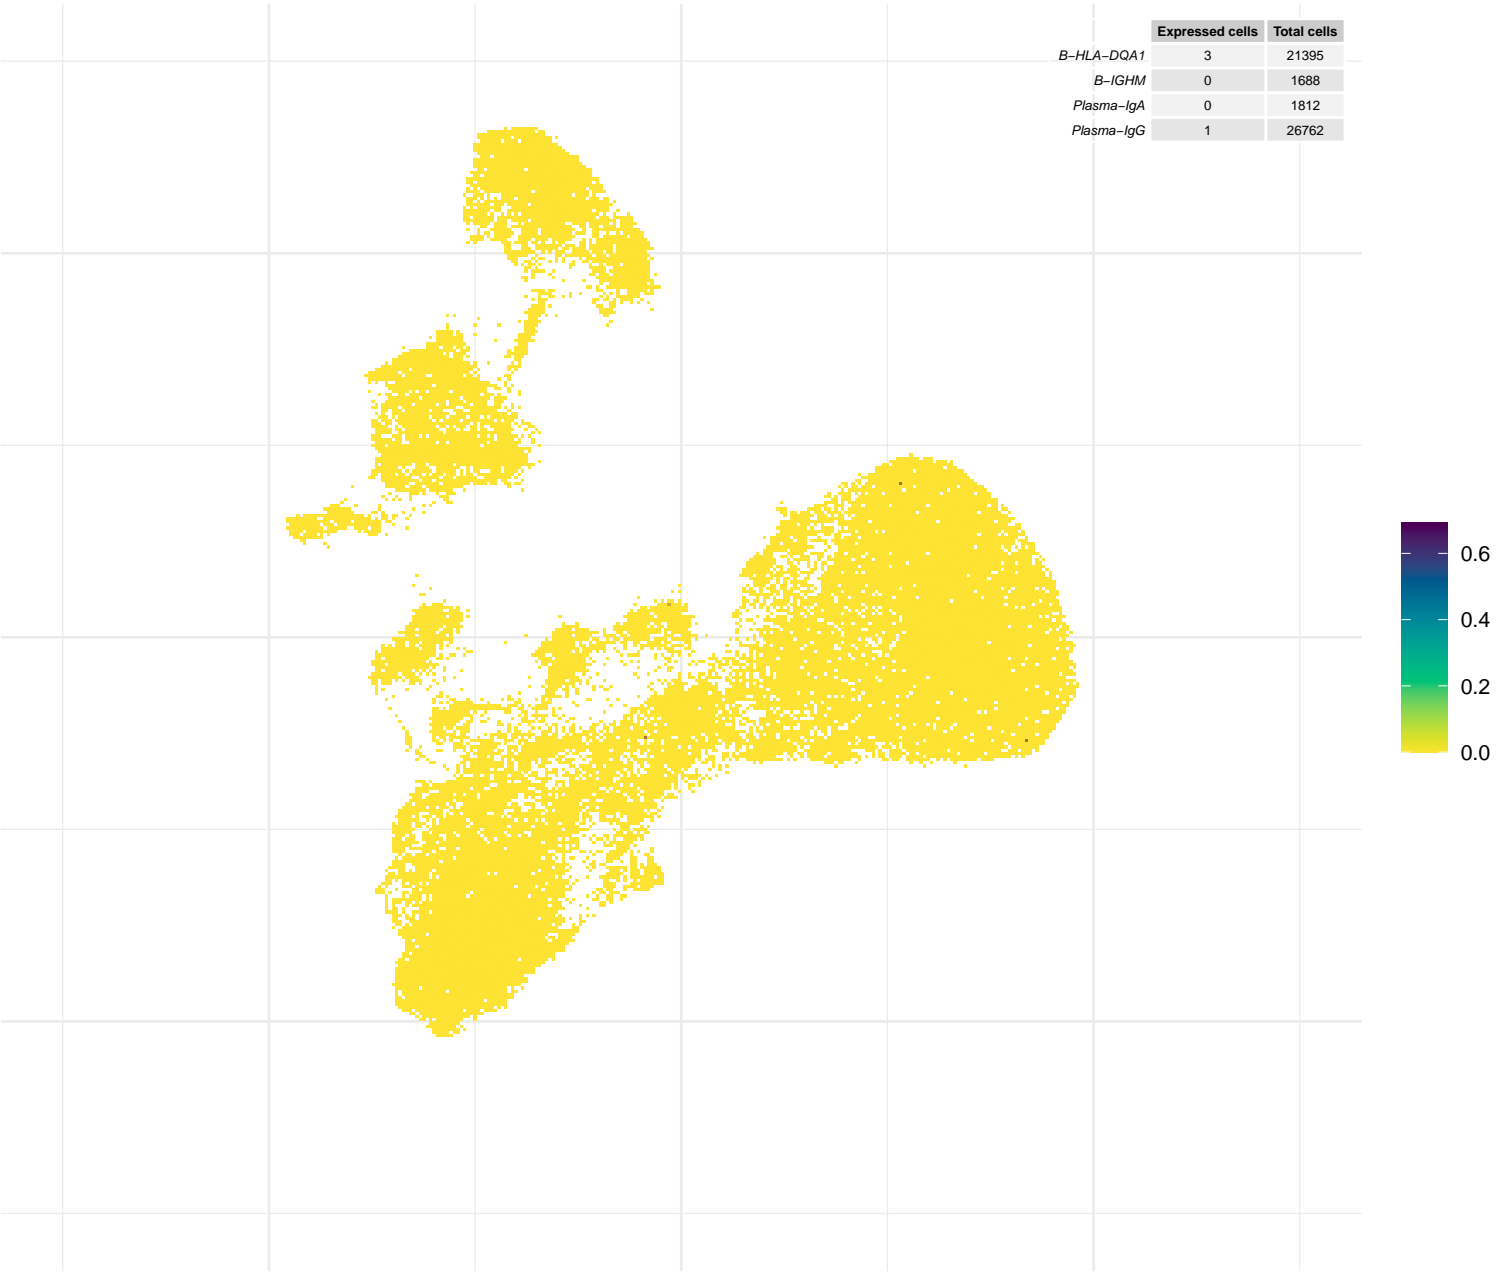 Expressed cells Total cells
B−HLA−DQA1 3 21395
B−IGHM 0 1688
Plasma−IgA 0 1812
Plasma−IgG 1 26762
0.6
0.4
0.2
0.0